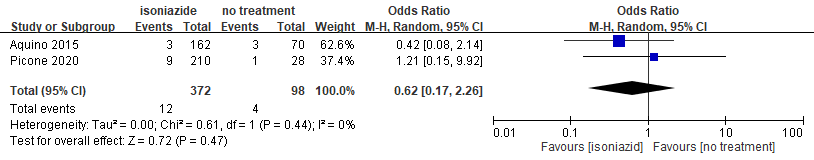 isoniazide no treatment Odds Ratio Odds Ratio
Study or Subgroup Events Total Events Total Weight M-H, Random, 95% CI M-H, Random, 95% CI
Aquino 2015 3 162 3 70 62.6% 0.42 [0.08, 2.14]
Picone 2020 9 210 1 28 37.4% 1.21 [0.15, 9.92]
Total (95% CI) 372 98 100.0% 0.62 [0.17, 2.26]
Total events 12 4
Heterogeneity: Tau² = 0.00; Chi² = 0.61, df = 1 (P = 0.44); I² = 0%
Test for overall effect: Z = 0.72 (P = 0.47)
0.01 0.1 1 10 100
Favours [isoniazid] Favours [no treatment]